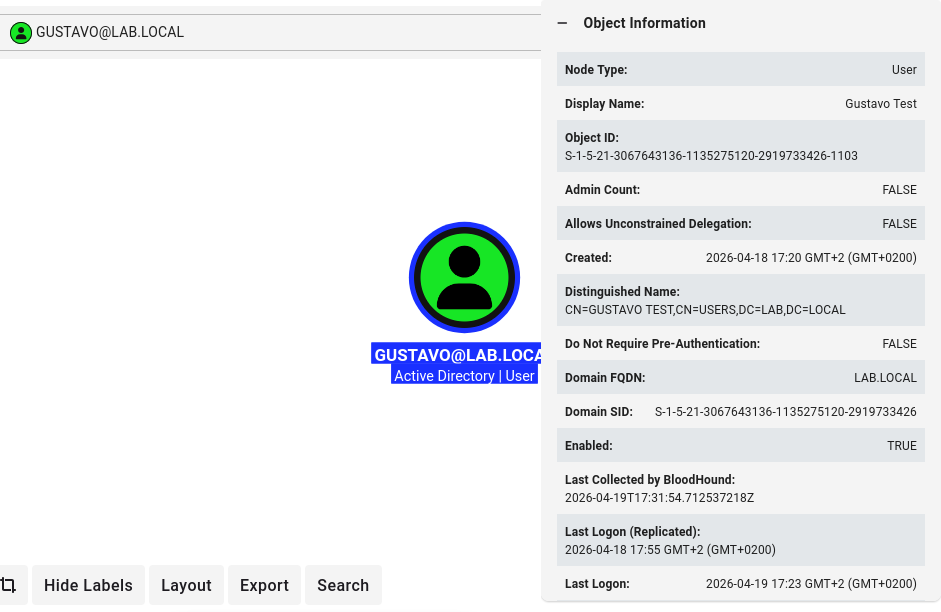 GUSTAVO@LAB.LOCAL
Object Information
Node Type: User
Display Name: Gustavo Test
Object ID:
S-1-5-21-3067643136-1135275120-2919733426-1103
Admin Count: FALSE
Allows Unconstrained Delegation: FALSE
Created: 2026-04-18 17:20 GMT+2 (GMT+0200)
Distinguished Name:
CN=GUSTAVO TEST,CN=USERS,DC=LAB,DC=LOCAL
Do Not Require Pre-Authentication: FALSE
Domain FQDN: LAB.LOCAL
Domain SID: S-1-5-21-3067643136-1135275120-2919733426
Enabled: TRUE
Last Collected by BloodHound:
2026-04-19T17:31:54.712537218Z
Last Logon (Replicated):
2026-04-18 17:55 GMT+2 (GMT+0200)
Last Logon: 2026-04-19 17:23 GMT+2 (GMT+0200)
GUSTAVO@LAB.LOCA
Active Directory | User
Hide Labels Layout Export Search